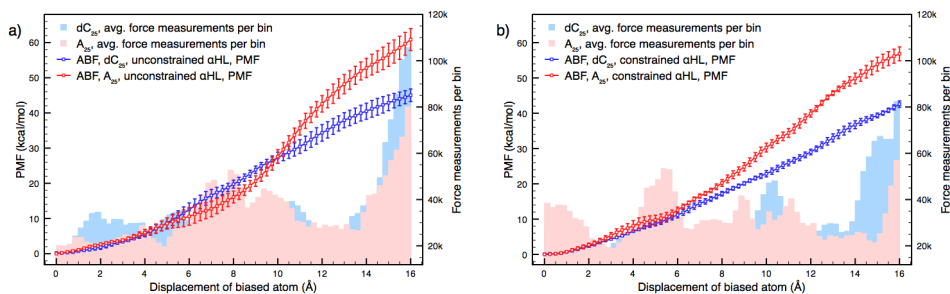 a)
dC25, avg. force measurements per bin
A25, avg. force measurements per bin
ABF, dC25, unconstrained αHL, PMF
ABF, A25, unconstrained αHL, PMF
PMF (kcal/mol)
60
50
40
30
20
10
0
0 2 4 6 8 10 12 14 16
Displacement of biased atom (Å)
120k
100k
80k
60k
40k
20k
Force measurements per bin
b)
dC25, avg. force measurements per bin
A25, avg. force measurements per bin
ABF, dC25, constrained αHL, PMF
ABF, A25, constrained αHL, PMF
PMF (kcal/mol)
60
50
40
30
20
10
0
0 2 4 6 8 10 12 14 16
Displacement of biased atom (Å)
120k
100k
80k
60k
40k
20k
Force measurements per bin